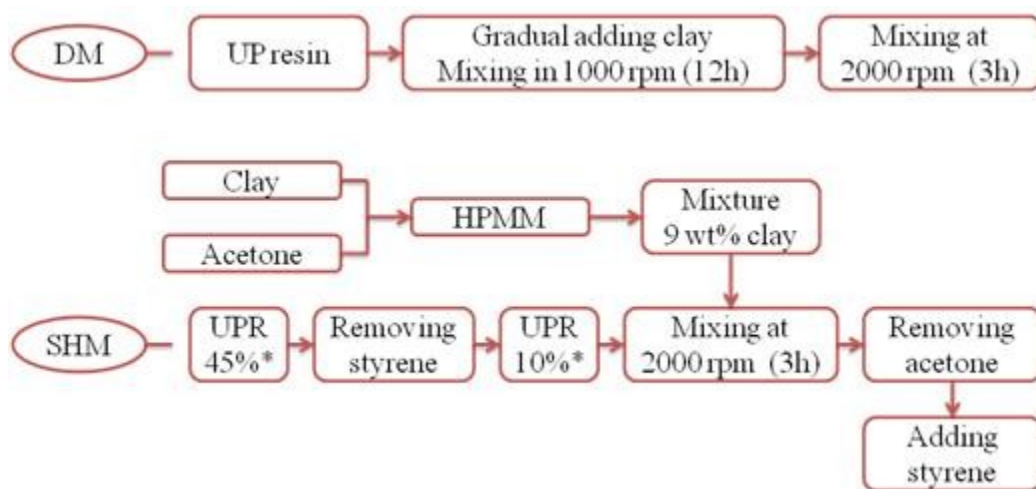 DM
UP resin
Gradual adding clay
Mixing in 1000 rpm (12h)
Mixing at
2000 rpm (3h)
Clay
Acetone
HPMM
Mixture
9 wt% clay
SHM
UPR
45%*
Removing
styrene
UPR
10%*
Mixing at
2000 rpm (3h)
Removing
acetone
Adding
styrene